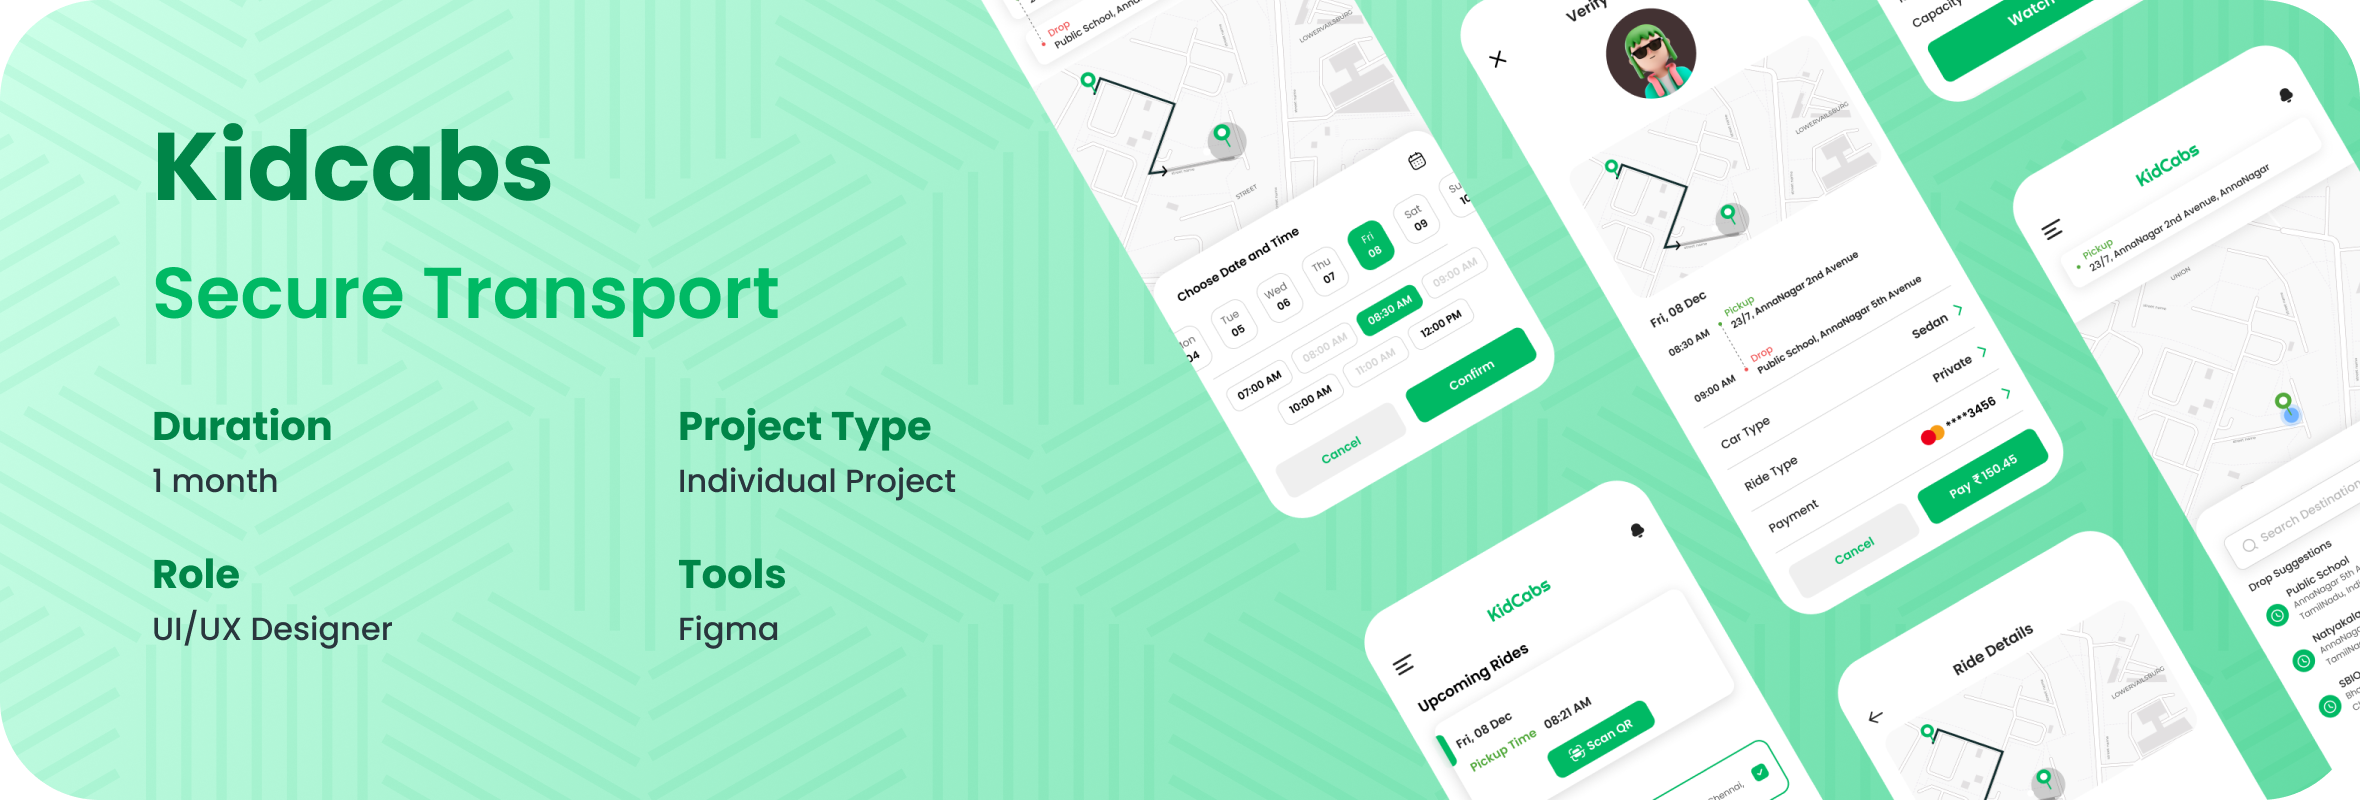 Kidcabs
Secure Transport
Duration
1 month
Project Type
Individual Project
Role
UI/UX Designer
Tools
Figma
Drop
Public School,
STREET
LOWERVAILSBURG
Choose Date and Time
04
Tue
05
Wed
06
Thu
07
Fri
08
Sat
09
Su
10
07:00 AM
08:00 AM
08:30 AM
09:00 AM
10:00 AM
11:00 AM
12:00 PM
Cancel
Confirm
Verify
LOWERVAILSBURG
Fri, 08 Dec
08:30 AM
Pickup
23/7, AnnaNagar 2nd Avenue
09:00 AM
Drop
Public School, AnnaNagar 5th Avenue
Car Type
Sedan
Ride Type
Private
Payment
****3456
Cancel
Pay ₹ 150.45
Capacity
Watch
KidCabs
Pickup
23/7, AnnaNagar 2nd Avenue, AnnaNagar
UNION
Search Destination
Drop Suggestions
Public School
AnnaNagar 5th A
TamilNadu, Indi
Natyakala
AnnaNaga
TamilNa
SBIO
KidCabs
Upcoming Rides
Fri, 08 Dec
Pickup Time
08:21 AM
Scan QR
Chennai,
Ride Details
LOWERVAILSBURG